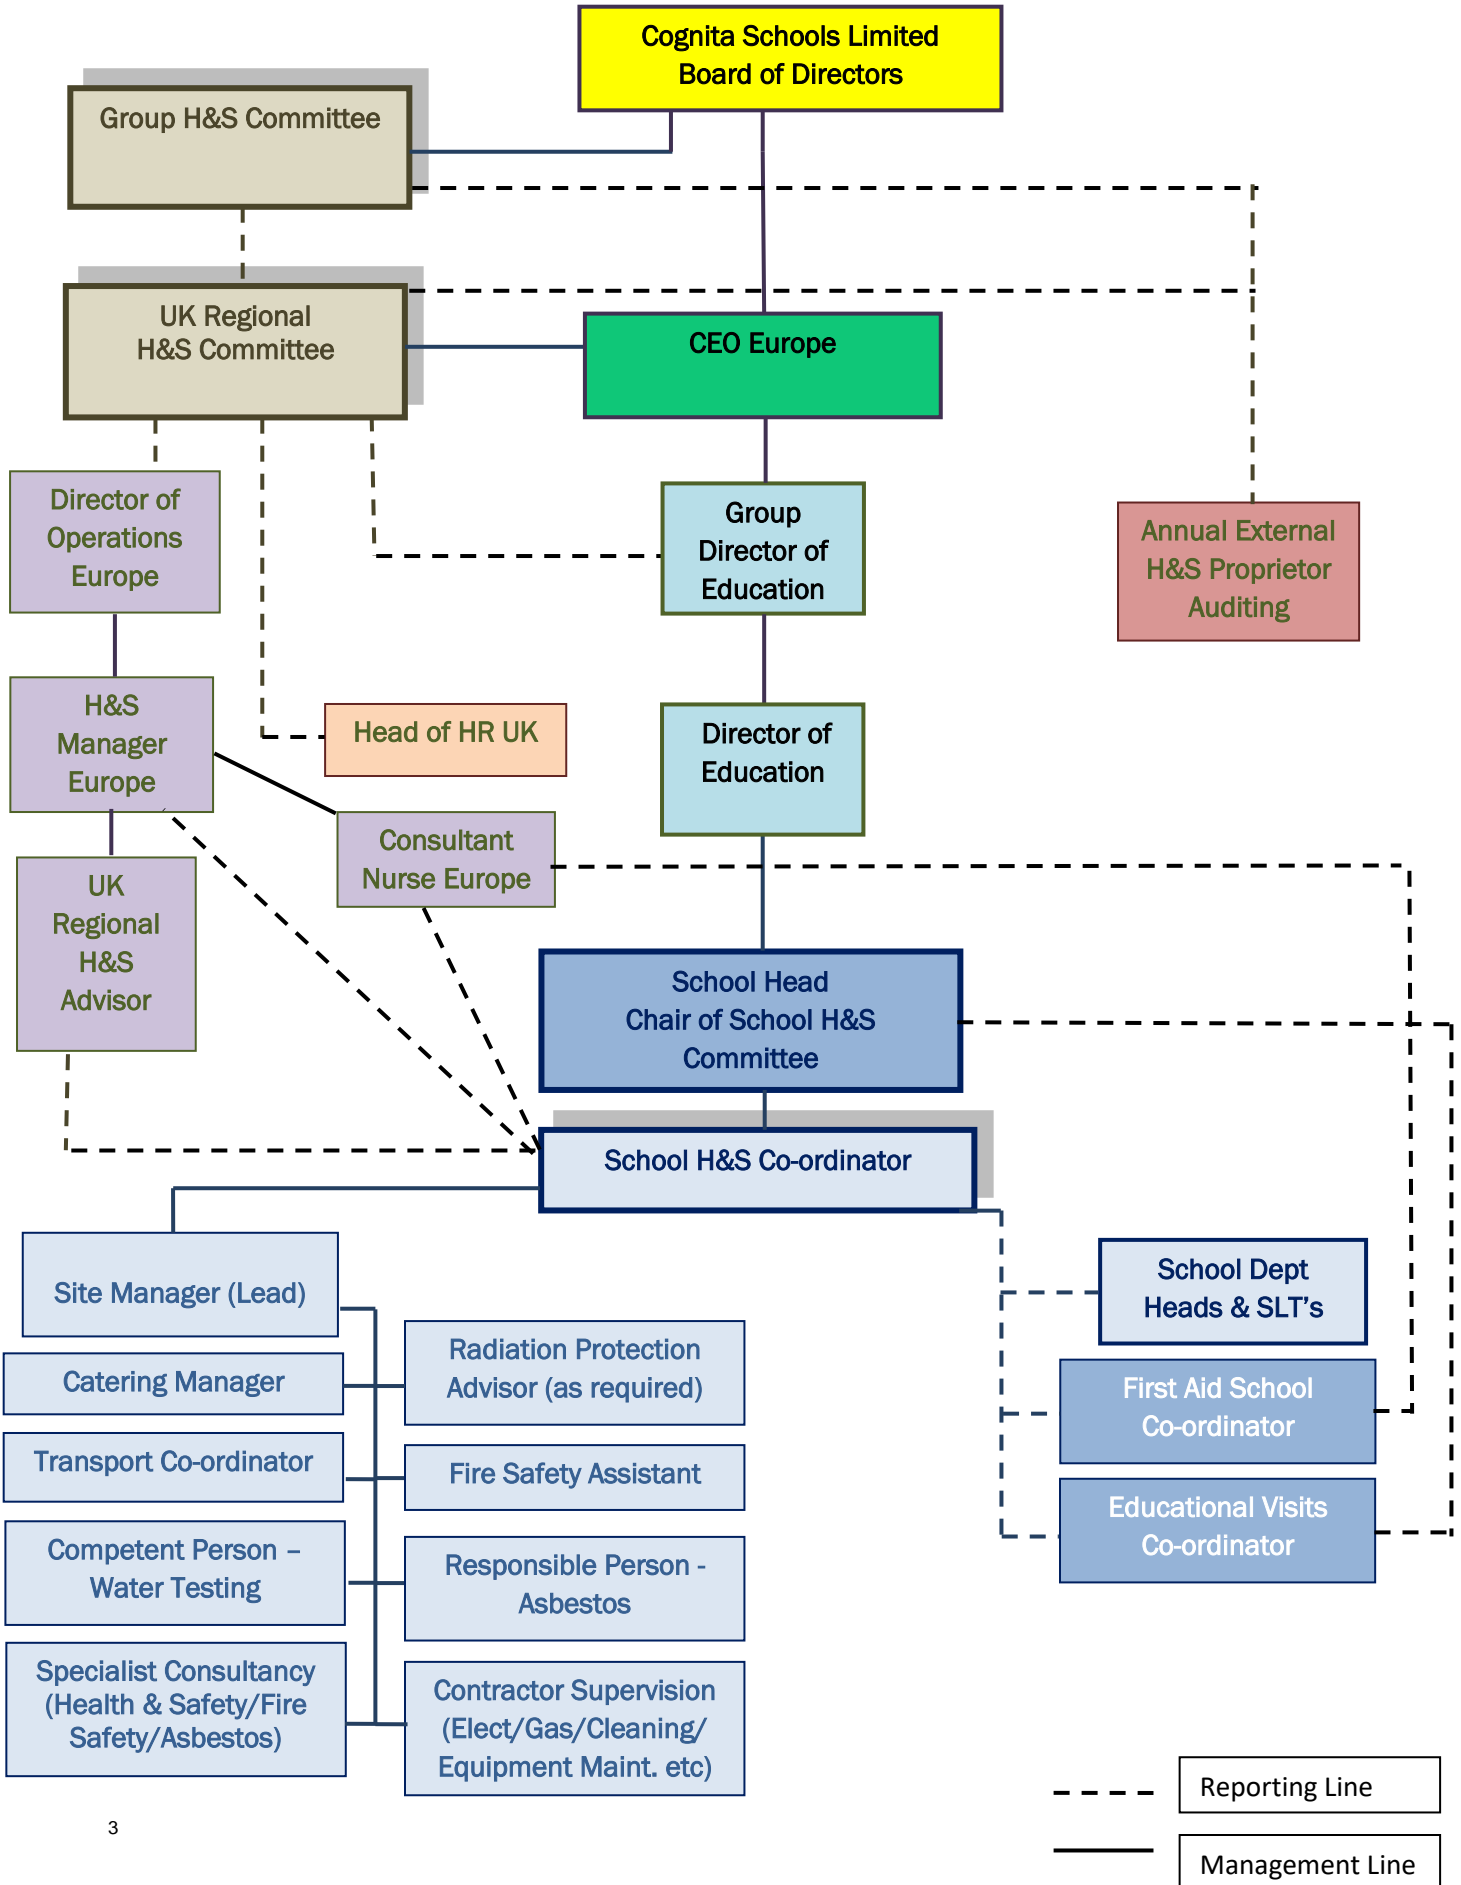 Cognita Schools Limited
Board of Directors
Group H&S Committee
UK Regional
H&S Committee
CEO Europe
Director of
Operations
Europe
Group
Director of
Education
Annual External
H&S Proprietor
Auditing
H&S
Manager
Europe
Head of HR UK
Director of
Education
Consultant
Nurse Europe
UK
Regional
H&S
Advisor
School Head
Chair of School H&S
Committee
School H&S Co-ordinator
Site Manager (Lead)
School Dept
Heads & SLT’s
Radiation Protection
Advisor (as required)
Catering Manager
First Aid School
Co-ordinator
Transport Co-ordinator
Fire Safety Assistant
Educational Visits
Co-ordinator
Competent Person –
Water Testing
Responsible Person -
Asbestos
Specialist Consultancy
(Health & Safety/Fire
Safety/Asbestos)
Contractor Supervision
(Elect/Gas/Cleaning/
Equipment Maint. etc)
Reporting Line
3
Management Line